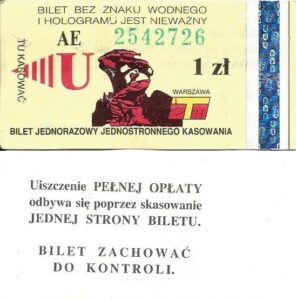 BILET BEZ ZNAKU WODNEGO
I HOLOGRAMU JEST NIEWAŻNY
AE 2542726
TU KASOWAĆ
U
1 zł
WARSZAWA
ZTM
BILET JEDNORAZOWY JEDNOSTRONNEGO KASOWANIA
Uiszczenie PEŁNEJ OPŁATY
odbywa się poprzez skasowanie
JEDNEJ STRONY BILETU.
BILET ZACHOWAĆ
DO KONTROLI.